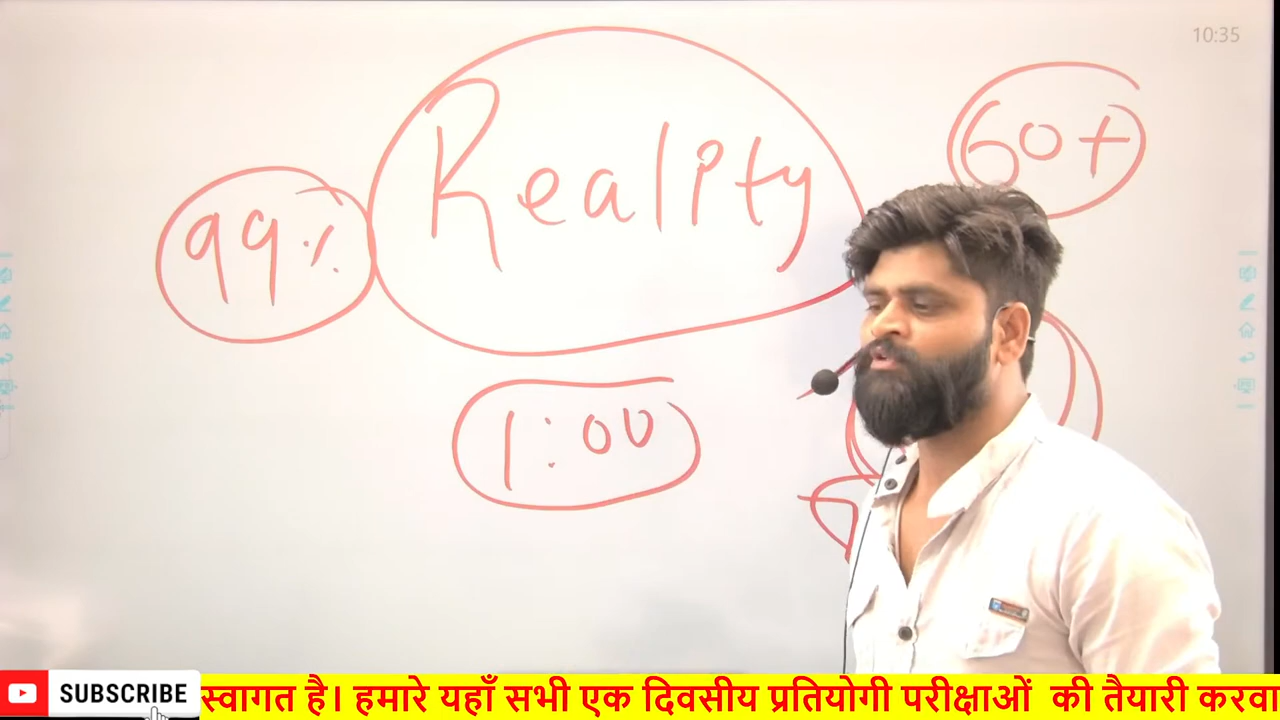 10:35
60+
Reality
99%
1:00
SUBSCRIBE
स्वागत है। हमारे यहाँ सभी एक दिवसीय प्रतियोगी परीक्षाओं की तैयारी करवा